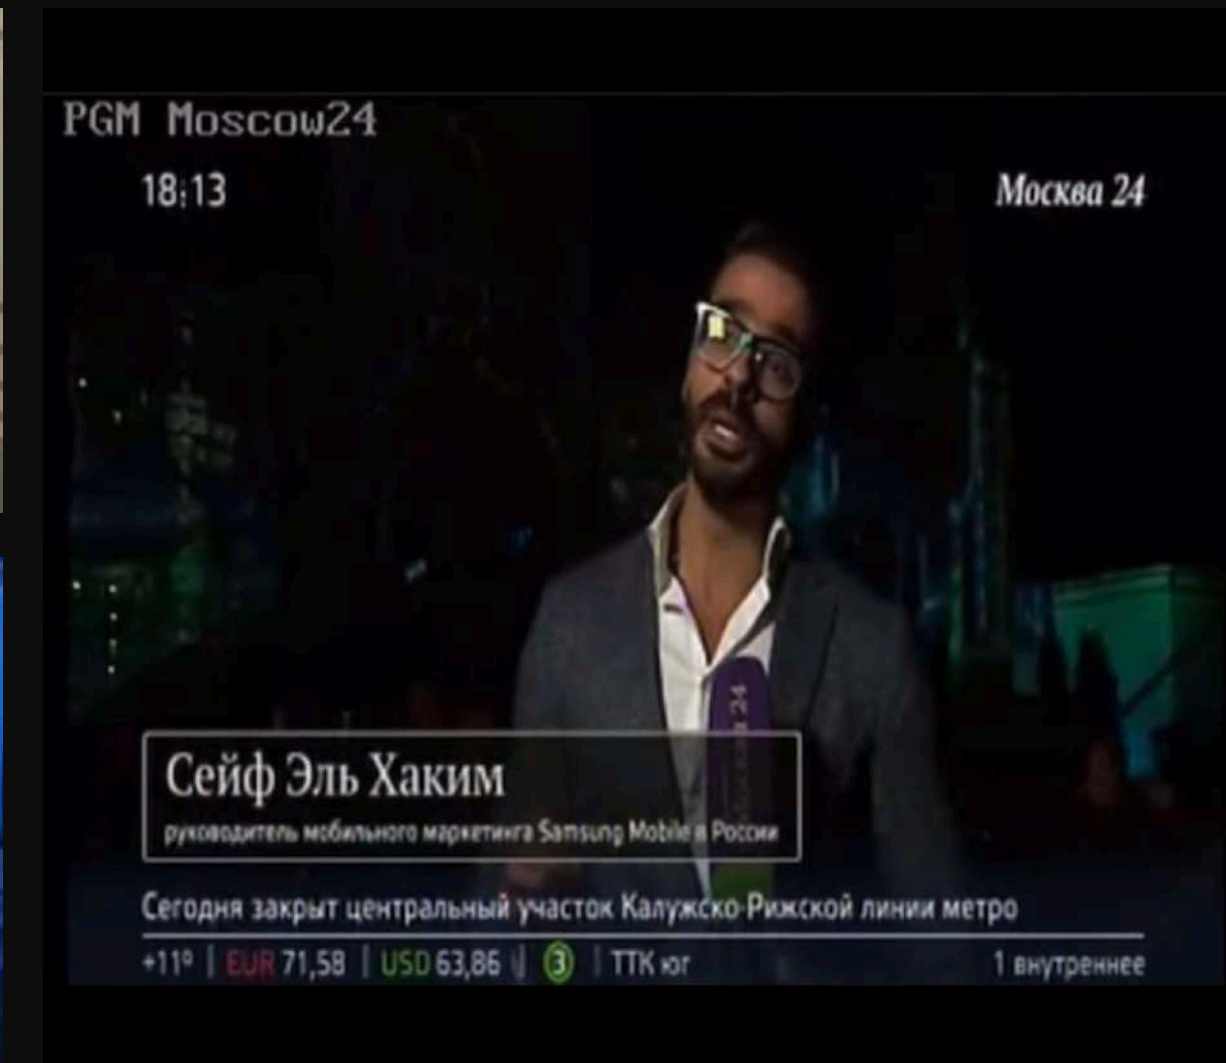 PGM Moscow24
18:13
Москва 24
24
Сейф Эль Хаким
руководитель мобильного маркетинга Samsung Mobile в России
Сегодня закрыт центральный участок Калужско-Рижской линии метро
+11° | EUR 71,58 | USD 63,86 | 3 | ТТК юг
1 внутреннее